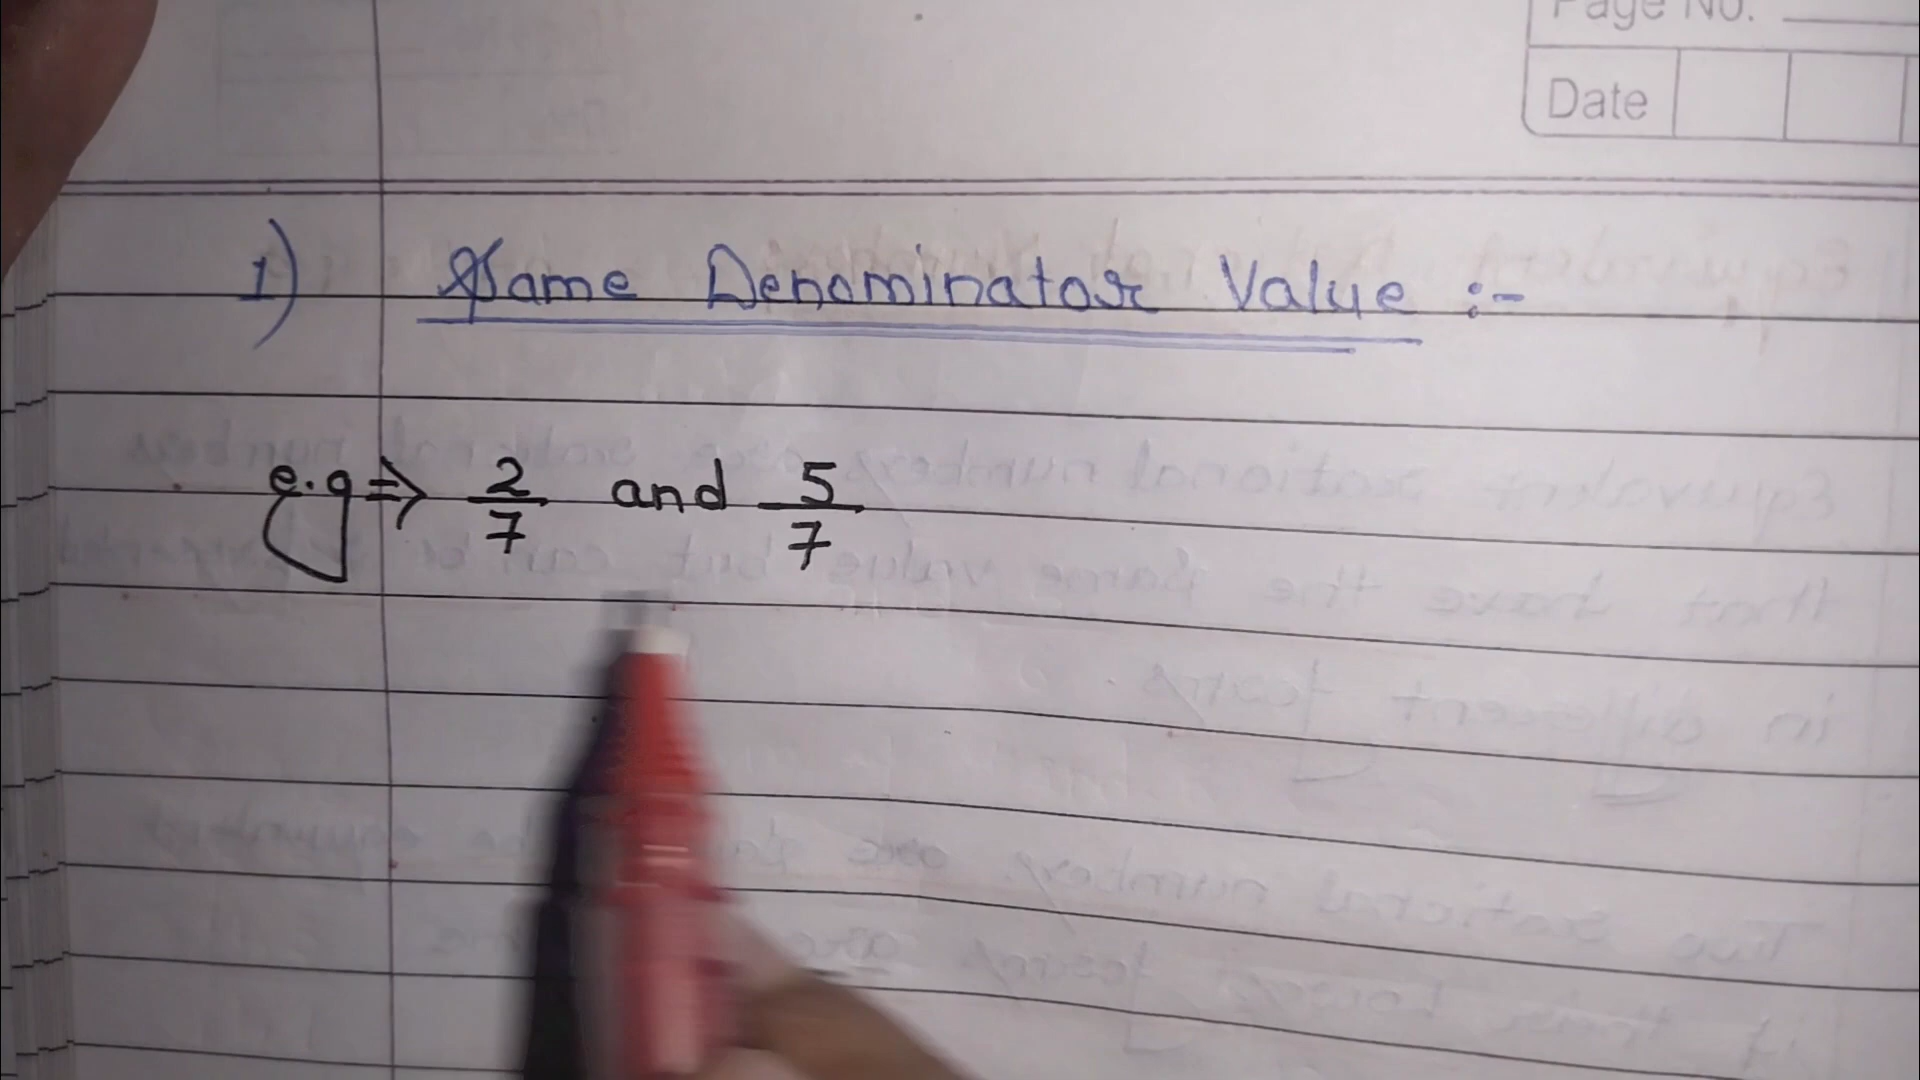 Page No.
Date
1) Same Denominator Value :-
e.g => 2/7 and 5/7